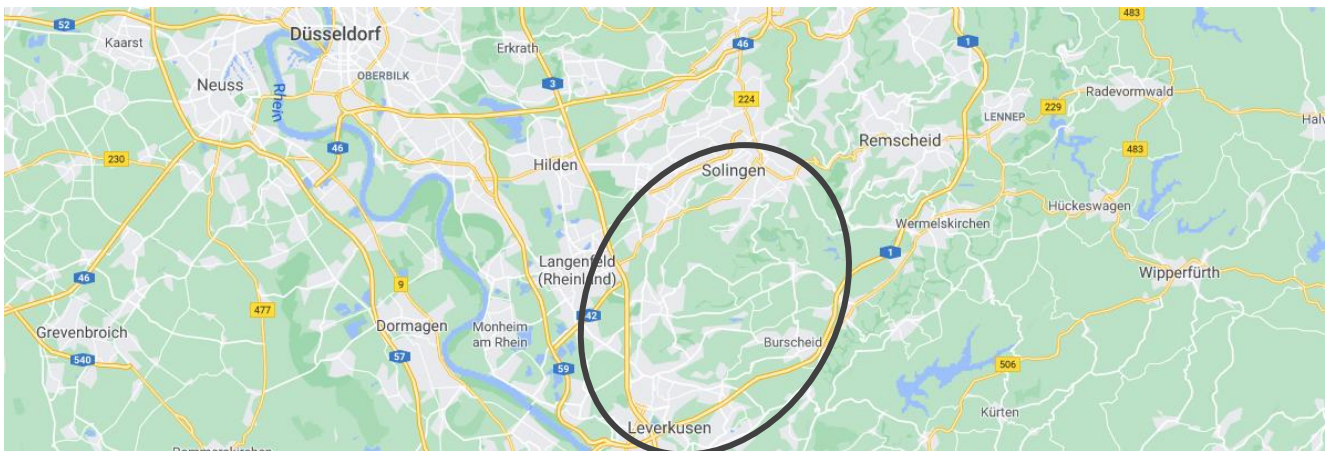 52
Kaarst
Düsseldorf
Erkrath
46
1
483
Neuss
Rhein
OBERBILK
3
224
Radevormwald
229
LENNEP
46
230
Hilden
Solingen
Remscheid
483
Hückeswagen
Wermelskirchen
1
Langenfeld
(Rheinland)
46
9
477
Wipperfürth
Grevenbroich
Dormagen
Monheim
am Rhein
42
Burscheid
540
57
59
506
Kürten
Leverkusen